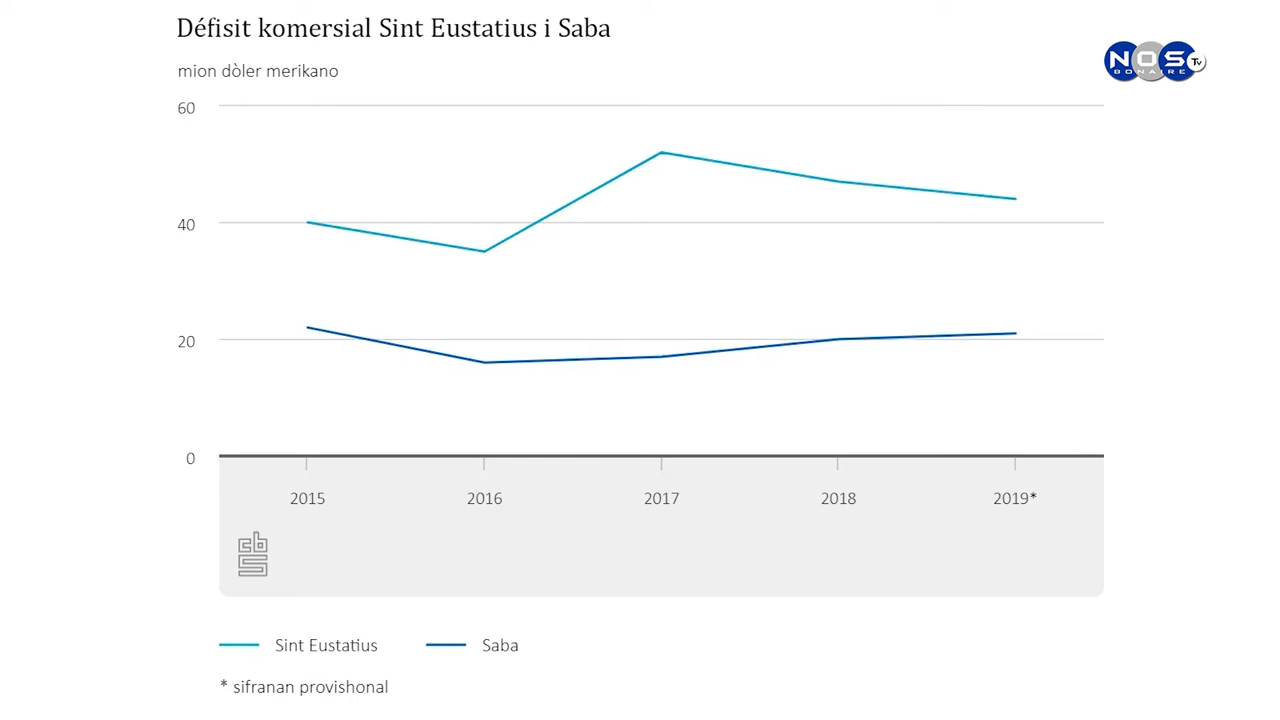 Défisit komersial Sint Eustatius i Saba
mion dòler merikano
NOS Tv
BONAIRE
60
40
20
0
2015 2016 2017 2018 2019*
cbs
Sint Eustatius Saba
* sifranan provishonal